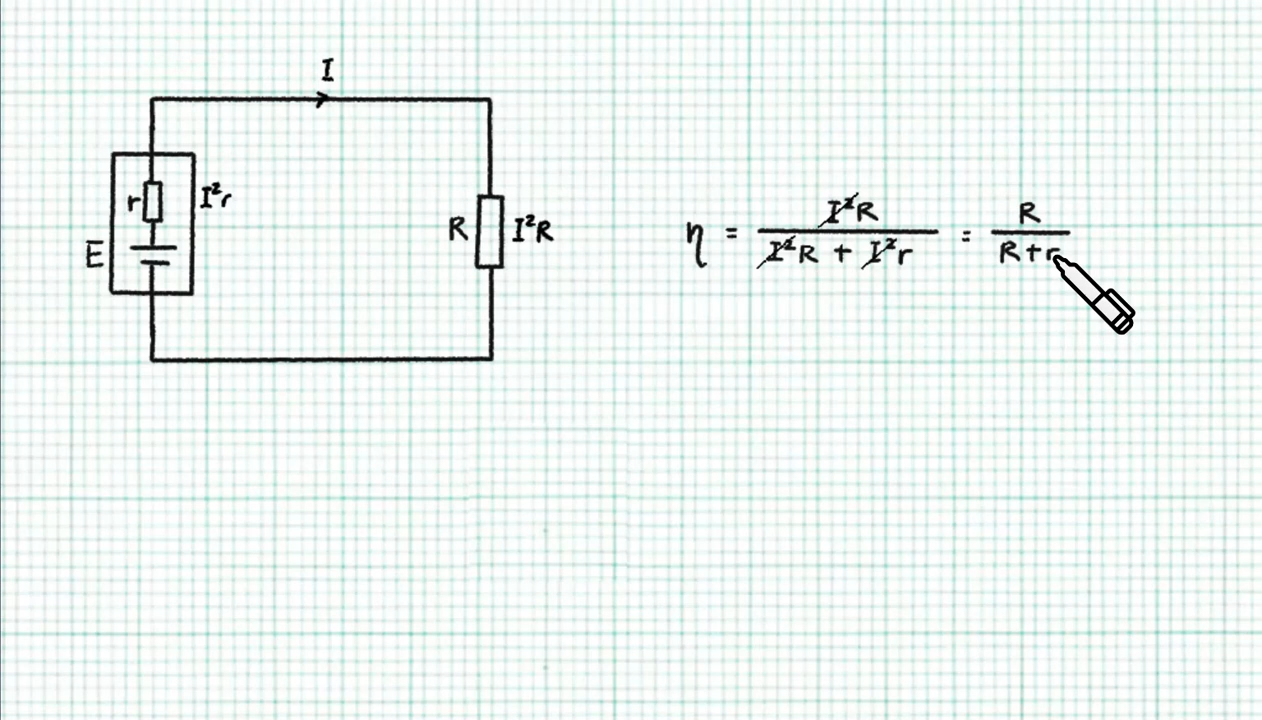 I
r I²r
E
R I²R
η = I²R / I²R + I²r = R / R+r